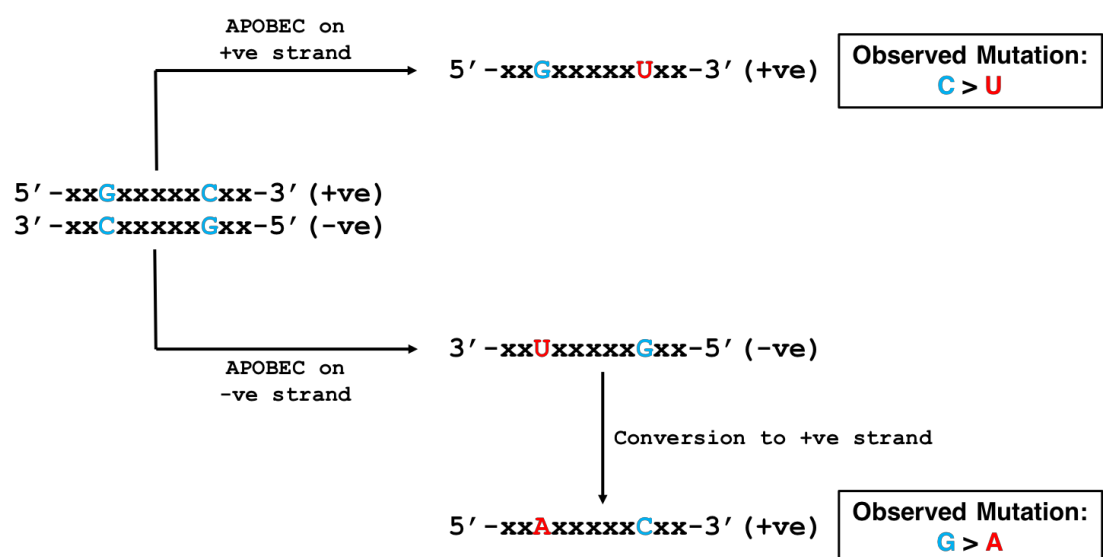 APOBEC on
+ve strand
5′-xxGxxxxxUxx-3′(+ve)
Observed Mutation:
C > U
5′-xxGxxxxxCxx-3′(+ve)
3′-xxCxxxxxGxx-5′(-ve)
APOBEC on
-ve strand
3′-xxUxxxxxGxx-5′(-ve)
Conversion to +ve strand
5′-xxAxxxxxCxx-3′(+ve)
Observed Mutation:
G > A